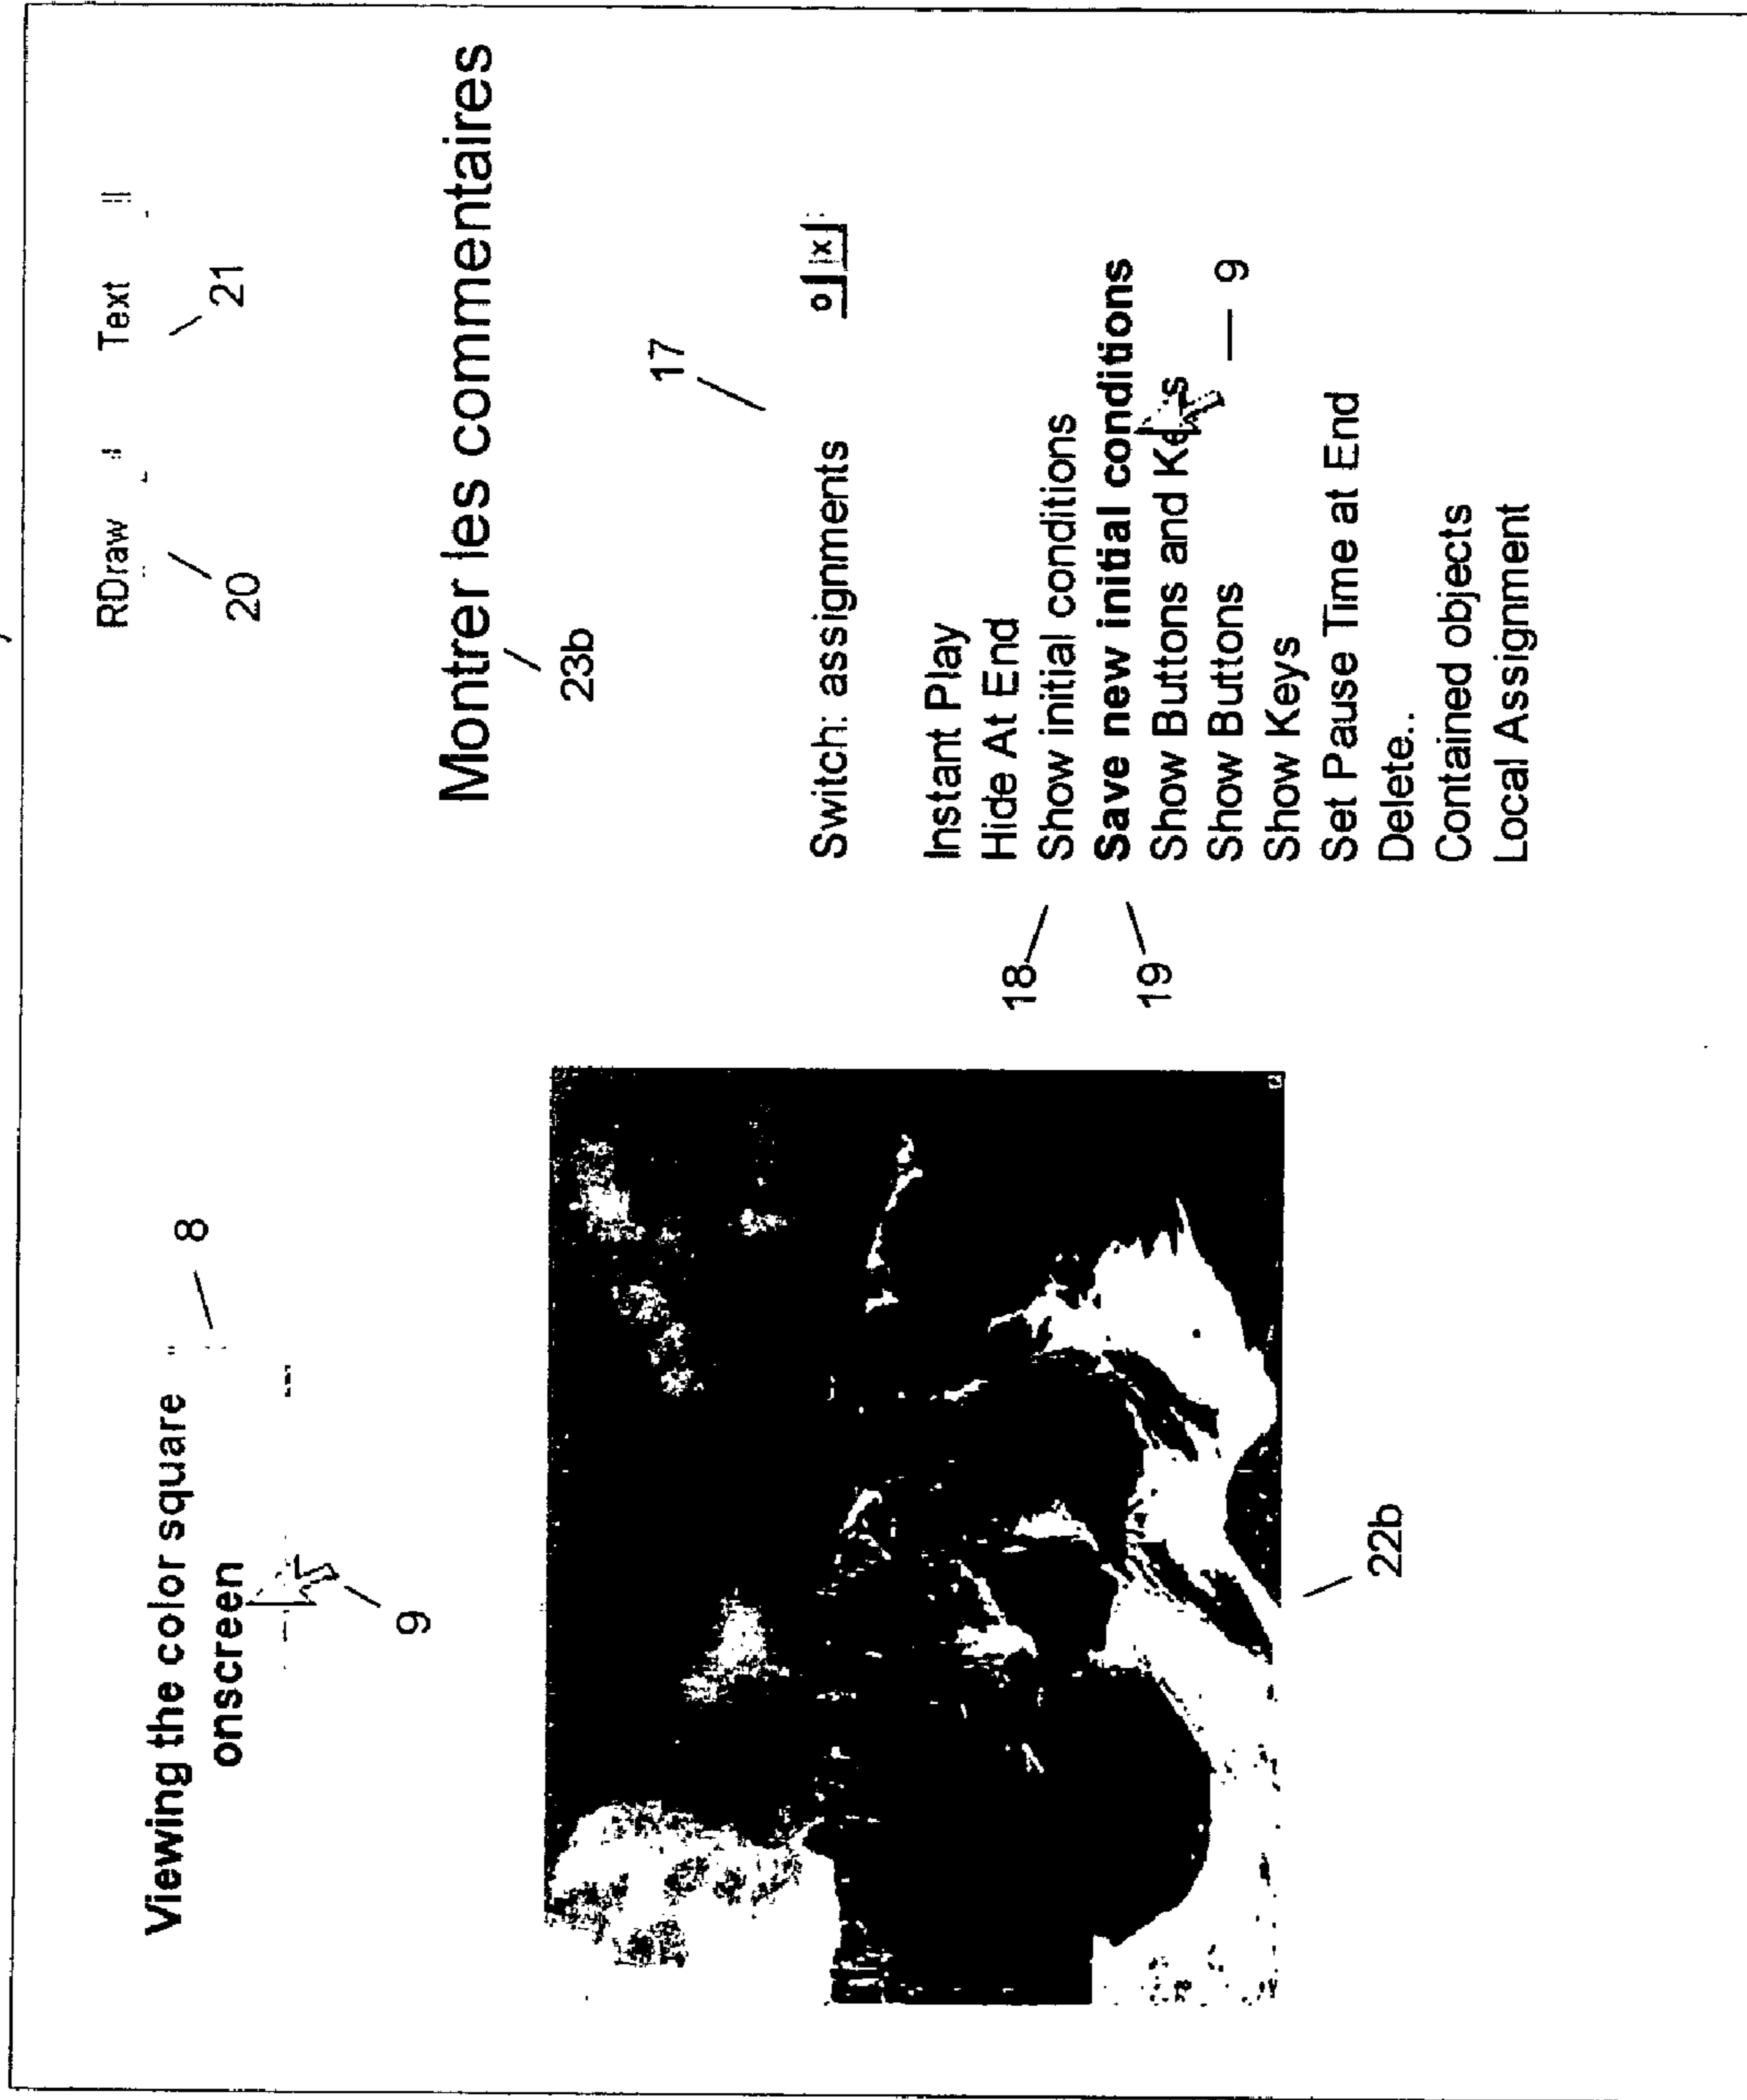 Viewing the color square
onscreen
8
9
RDraw
Text
20
21
Montrer les commentaires
23b
17
Switch: assignments
Instant Play
Hide At End
Show initial conditions
18
Save new initial conditions
19
Show Buttons and Keys
9
Show Buttons
Show Keys
Set Pause Time at End
Delete..
Contained objects
Local Assignment
22b